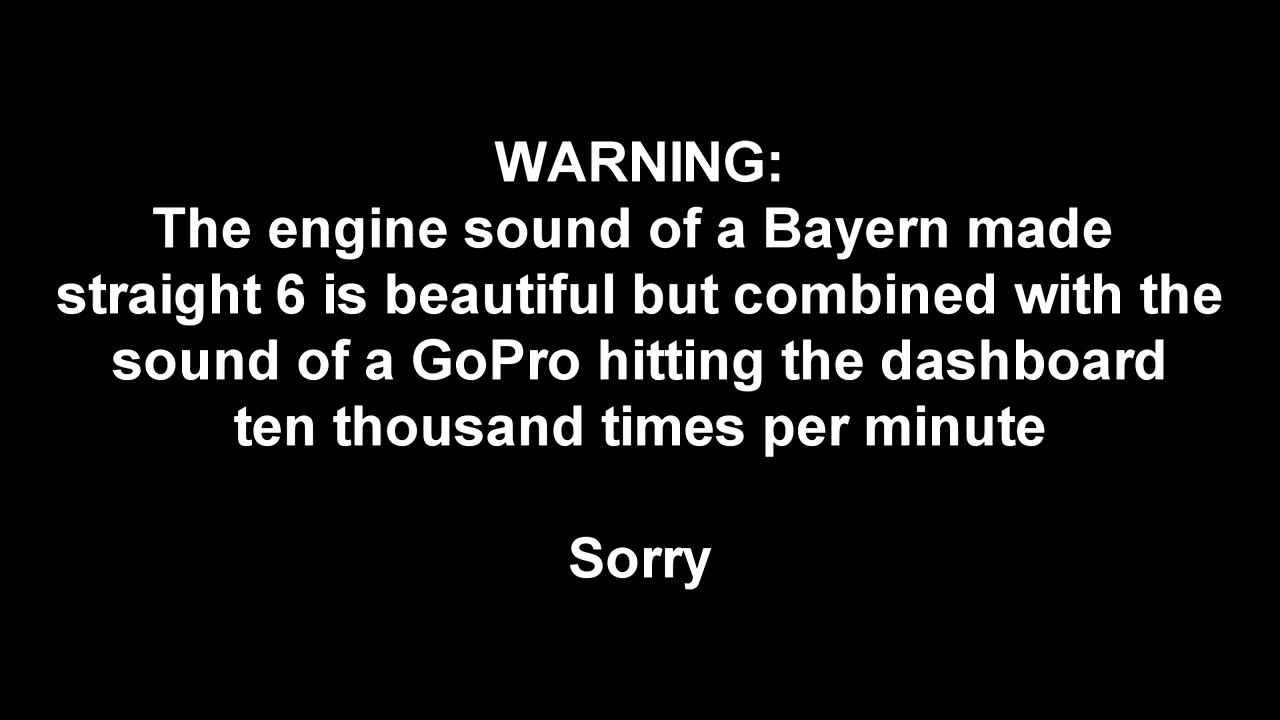 WARNING:
The engine sound of a Bayern made
straight 6 is beautiful but combined with the
sound of a GoPro hitting the dashboard
ten thousand times per minute
Sorry